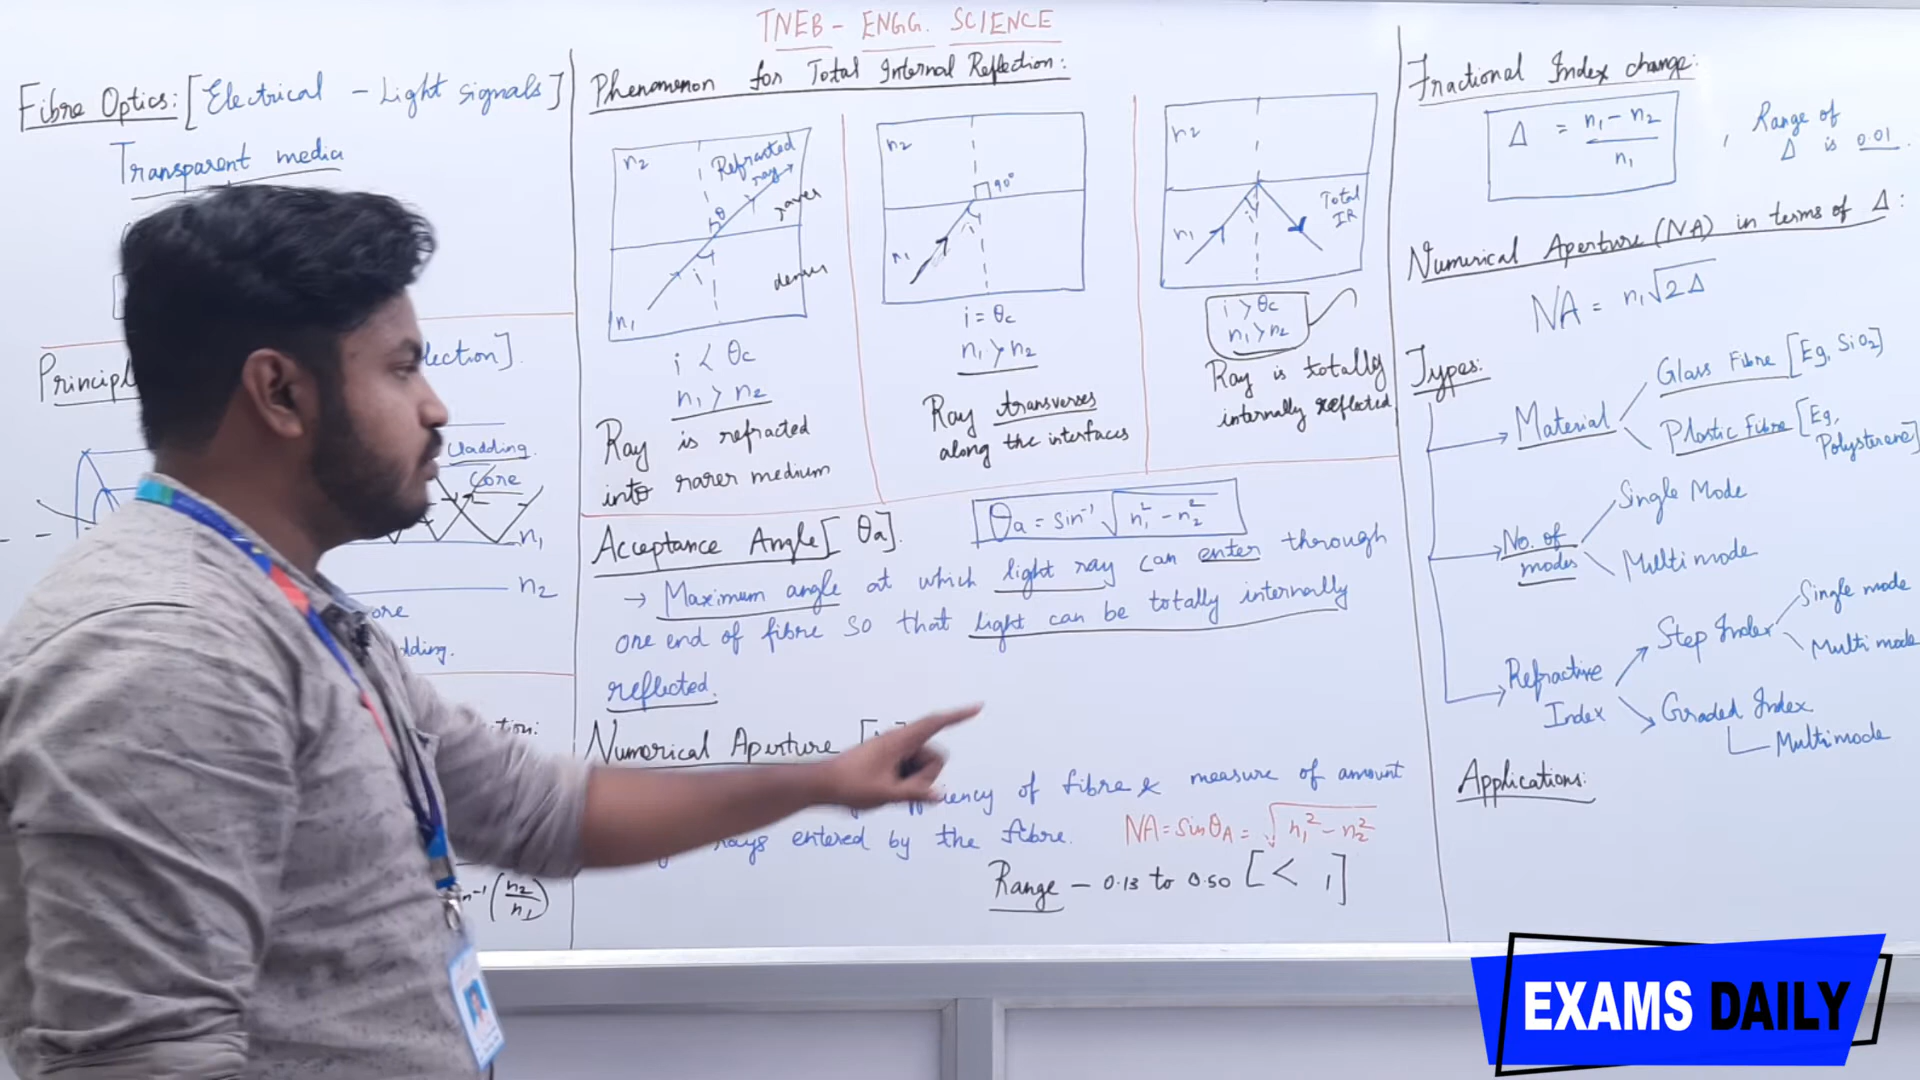 TNEB - ENGG. SCIENCE
Fibre Optics: [Electrical - Light signals]
Transparent media
Principl
lection].
Cladding.
Core
n1
n2
ore
dding.
ction:
n⁻¹ (n2/n1)
Phenomenon for Total Internal Reflection:
n2
Refracted
ray
θ
rarer
i
denser
n1
i < θc
n1 > n2
Ray is refracted
into rarer medium
n2
90°
i
n1
i = θc
n1 > n2
Ray transverses
along the interfaces
n2
Total
IR
i
n1
i > θc
n1 > n2
Ray is totally
internally reflected
Acceptance Angle [θa].
θa = sin⁻¹ √n1² - n2²
→ Maximum angle at which light ray can enter through
one end of fibre so that light can be totally internally
reflected.
Numerical Aperture [
iency of fibre & measure of amount
rays entered by the fibre.
NA = sinθA = √n1² - n2²
Range - 0.13 to 0.50 [< 1]
Fractional Index change:
Δ = n1 - n2 / n1 , Range of
Δ is 0.01.
Numerical Aperture (NA) in terms of Δ:
NA = n1√2Δ
Types:
Material
Glass Fibre [Eg, SiO2]
Plastic Fibre [Eg,
Polysterene]
No. of
modes
Single Mode
Multimode
Refractive
Index
Step Index
Single mode
Multi mode
Graded Index
Multimode
Applications:
EXAMS DAILY